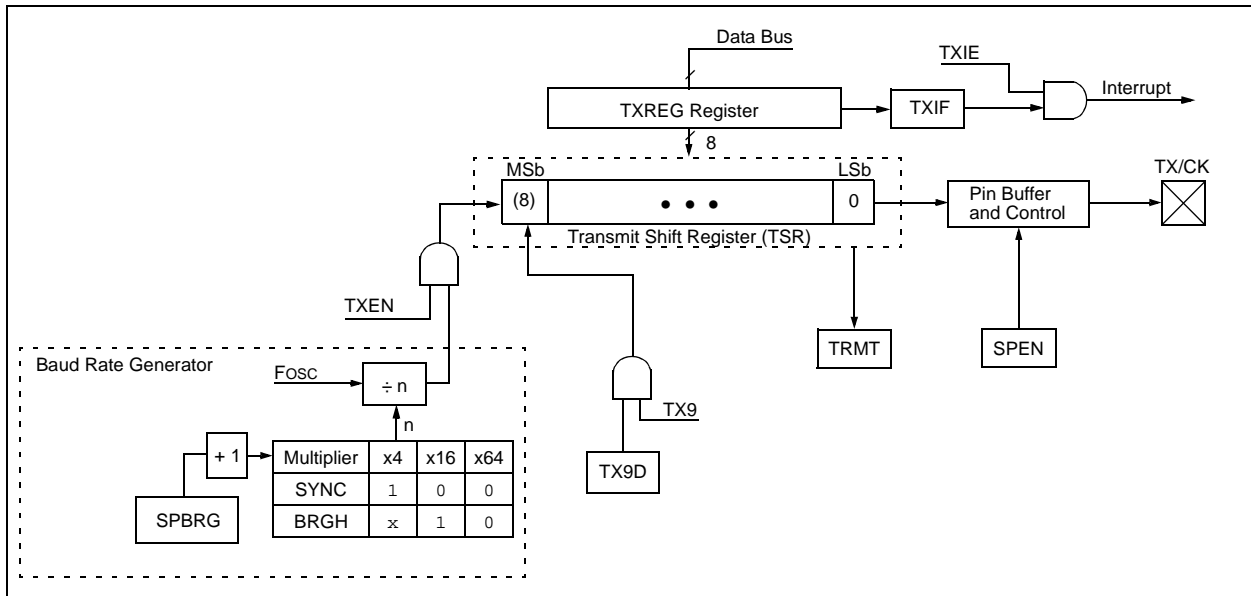 Data Bus
TXIE
Interrupt
TXREG Register
TXIF
8
MSb
LSb
TX/CK
(8)
• • •
0
Pin Buffer
and Control
Transmit Shift Register (TSR)
TXEN
TRMT
SPEN
Baud Rate Generator
FOSC
÷ n
n
TX9
+ 1
Multiplier x4 x16 x64
TX9D
SYNC 1 0 0
SPBRG
BRGH x 1 0